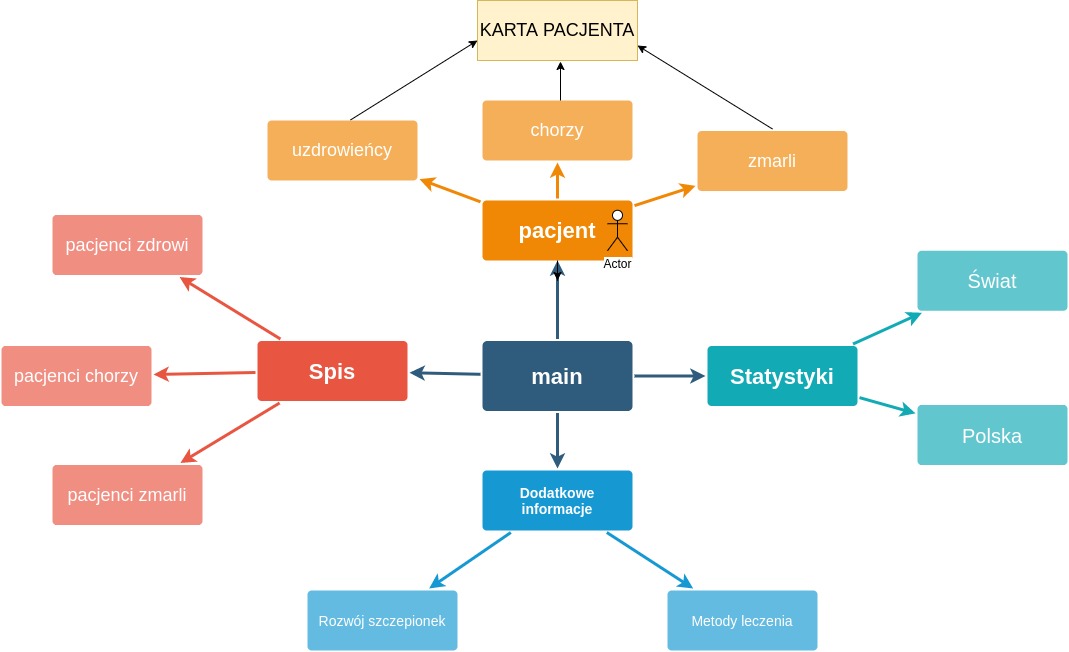 KARTA PACJENTA
uzdrowieńcy
chorzy
zmarli
pacjent
Actor
pacjenci zdrowi
pacjenci chorzy
pacjenci zmarli
Spis
main
Statystyki
Świat
Polska
Dodatkowe
informacje
Rozwój szczepionek
Metody leczenia